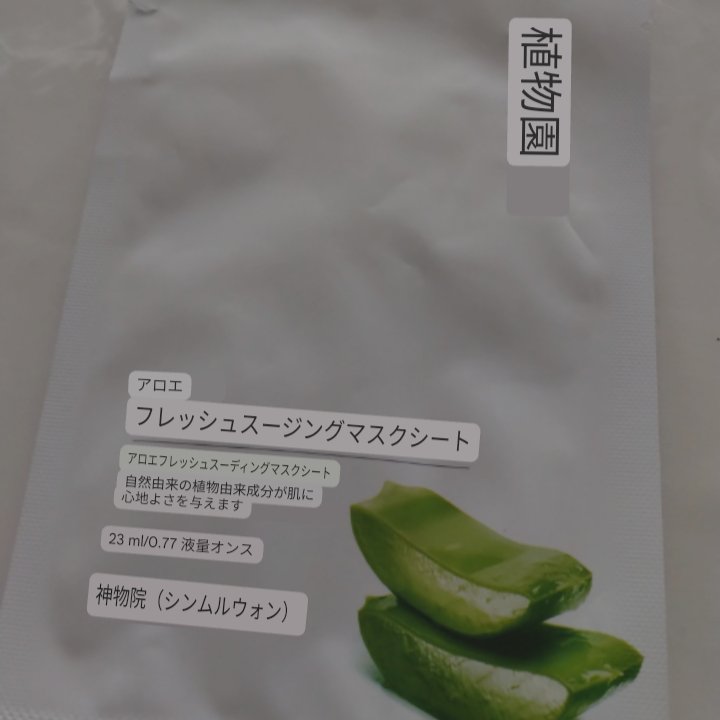 植物園
アロエ
フレッシュスージングマスクシート
アロエフレッシュスーディングマスクシート
自然由来の植物由来成分が肌に
心地よさを与えます
23 ml/0.77 液量オンス
神物院（シンムルウォン）